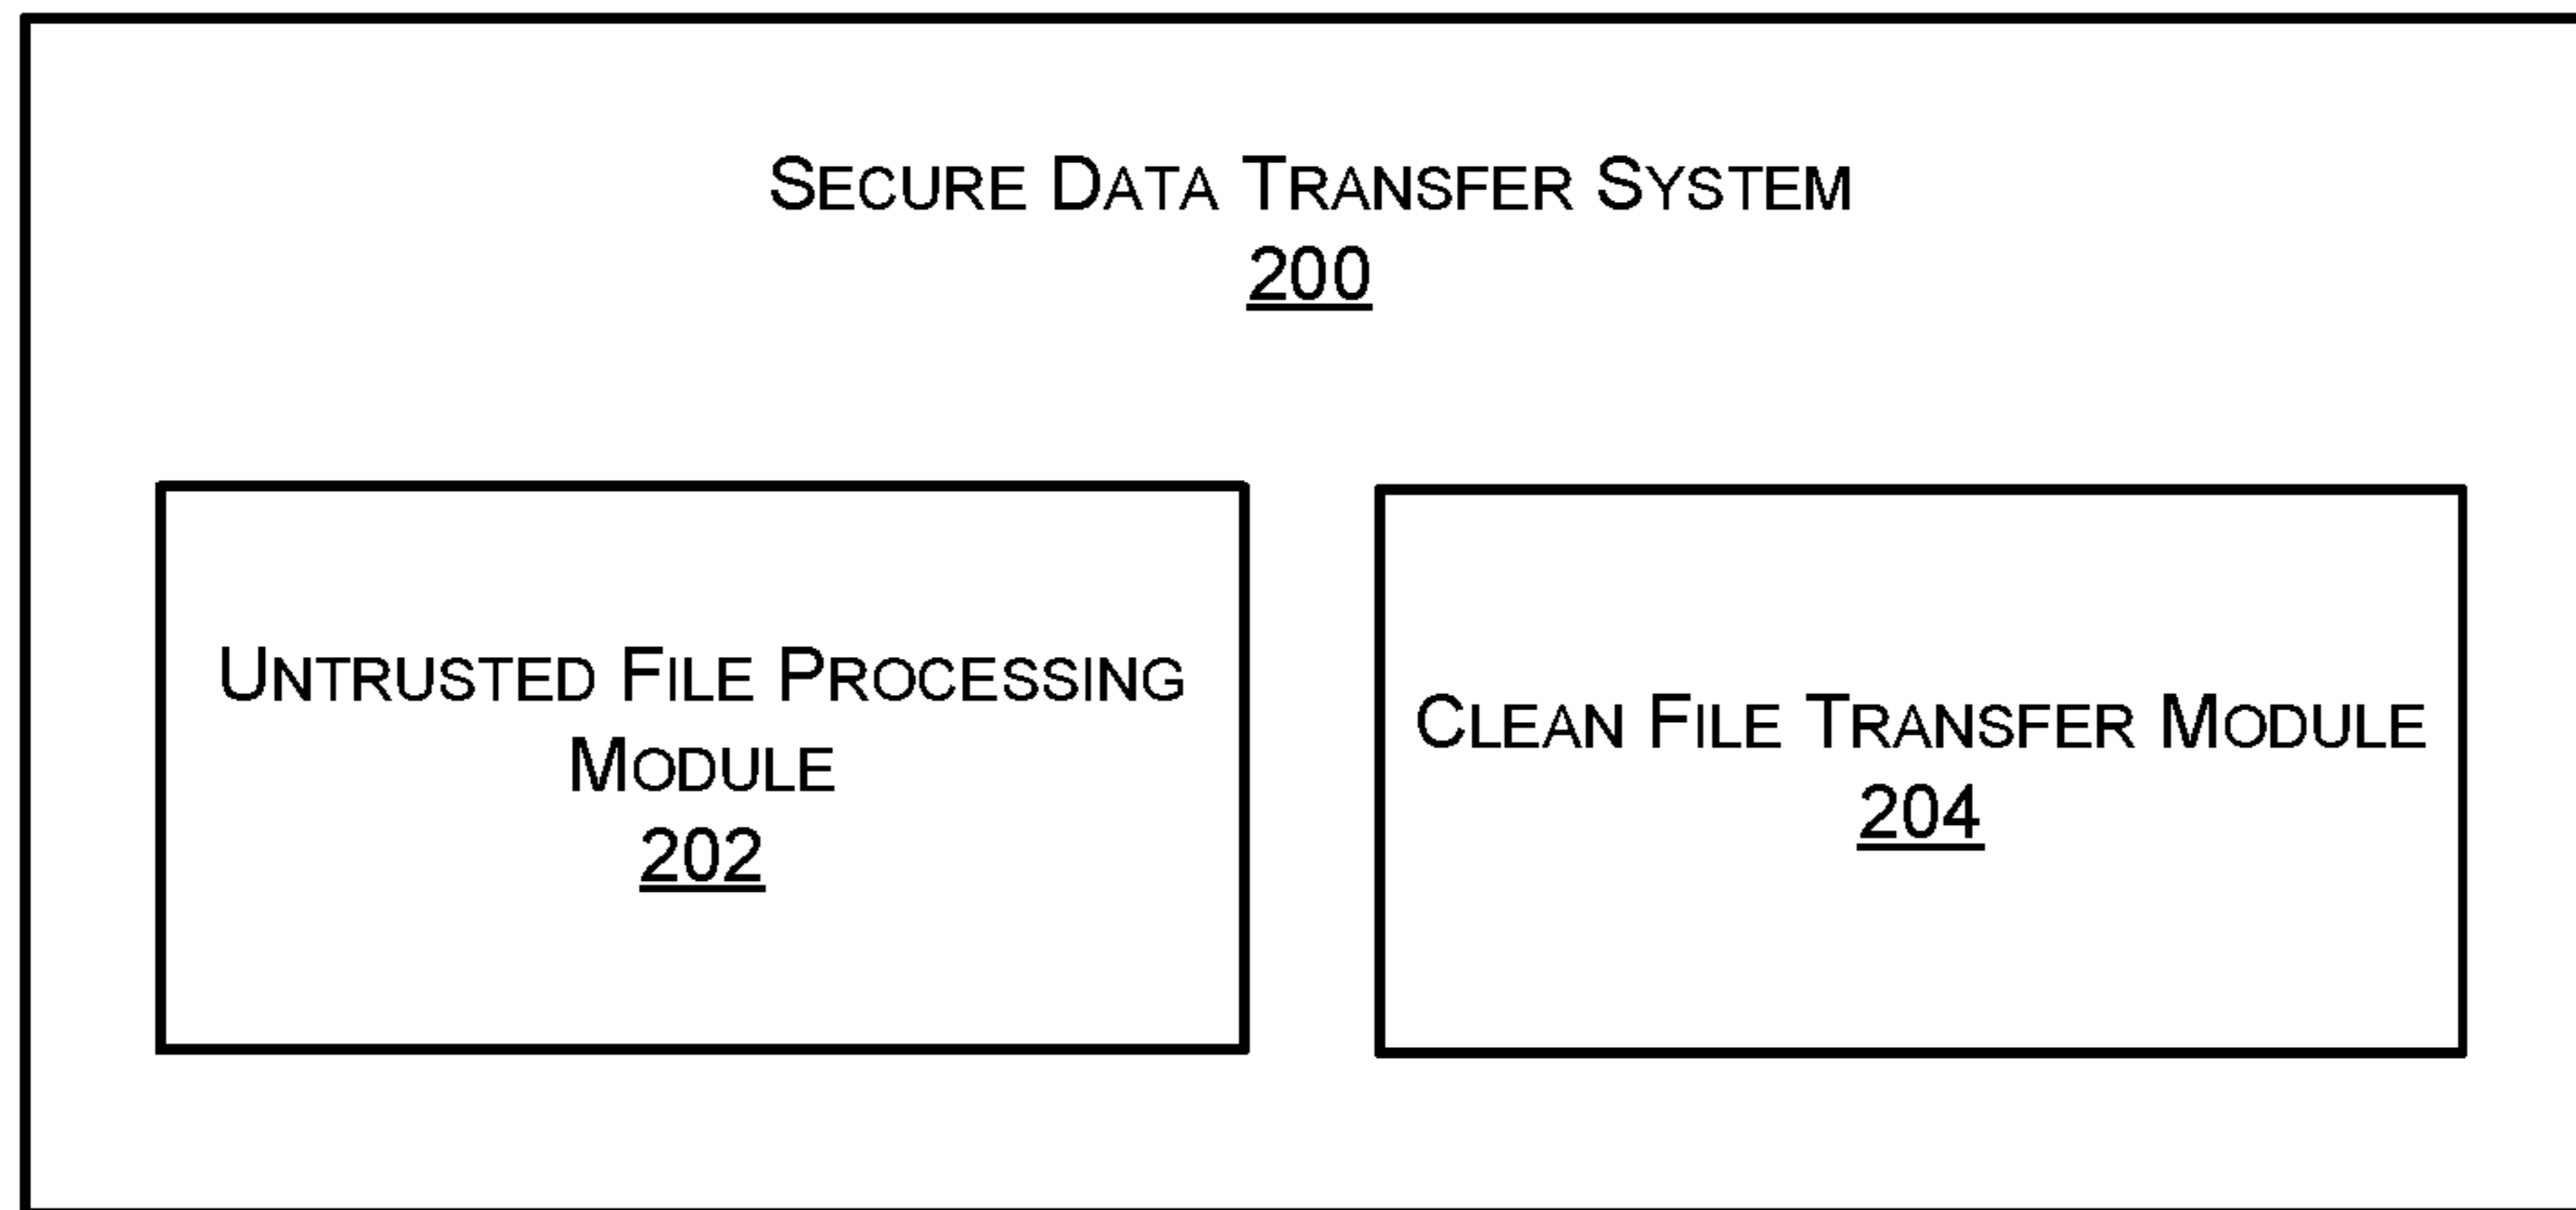 SECURE DATA TRANSFER SYSTEM
200
UNTRUSTED FILE PROCESSING
MODULE
202
CLEAN FILE TRANSFER MODULE
204